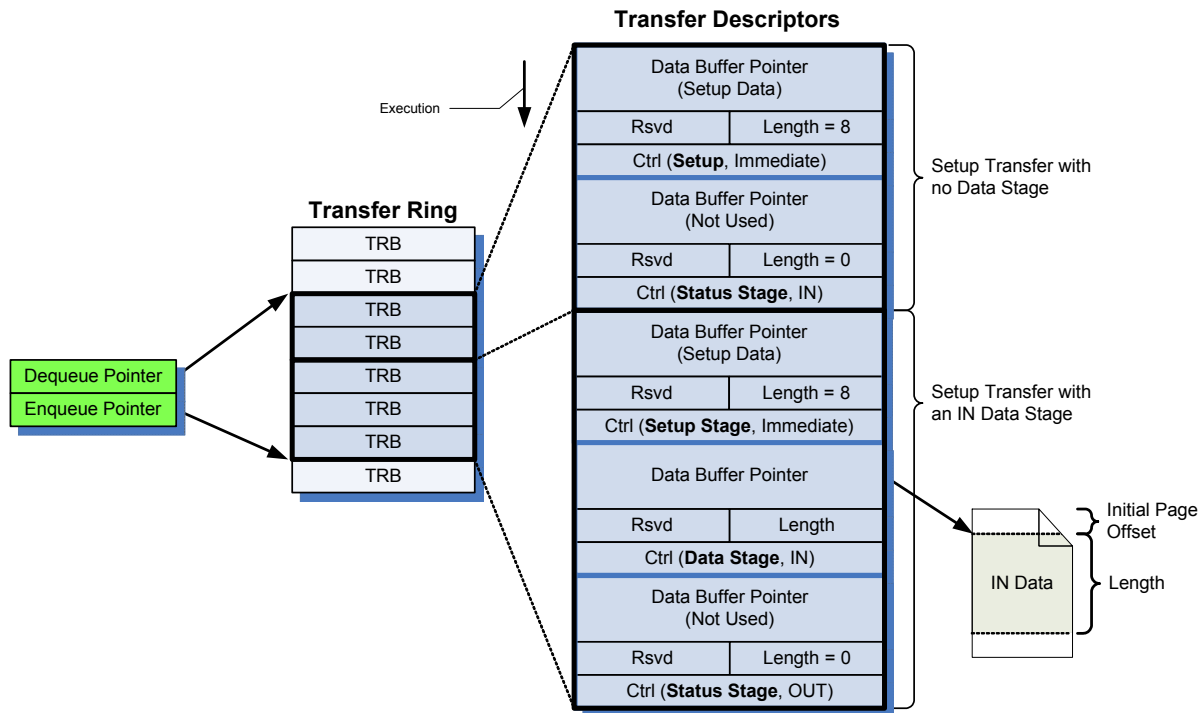 Transfer Descriptors
Execution
Data Buffer Pointer
(Setup Data)
Rsvd
Length = 8
Ctrl (Setup, Immediate)
Data Buffer Pointer
(Not Used)
Rsvd
Length = 0
Ctrl (Status Stage, IN)
Setup Transfer with
no Data Stage
Transfer Ring
TRB
TRB
TRB
TRB
TRB
TRB
TRB
TRB
Dequeue Pointer
Enqueue Pointer
Data Buffer Pointer
(Setup Data)
Rsvd
Length = 8
Ctrl (Setup Stage, Immediate)
Data Buffer Pointer
Rsvd
Length
Ctrl (Data Stage, IN)
Data Buffer Pointer
(Not Used)
Rsvd
Length = 0
Ctrl (Status Stage, OUT)
Setup Transfer with
an IN Data Stage
Initial Page
Offset
IN Data
Length